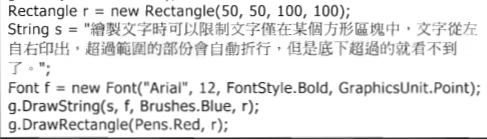 Rectangle r = new Rectangle(50, 50, 100, 100);
String s = "繪製文字時可以限制文字僅在某個方形區塊中，文字從左
自右印出，超過範圍的部份會自動折行，但是底下超過的就看不到
了。";
Font f = new Font("Arial", 12, FontStyle.Bold, GraphicsUnit.Point);
g.DrawString(s, f, Brushes.Blue, r);
g.DrawRectangle(Pens.Red, r);